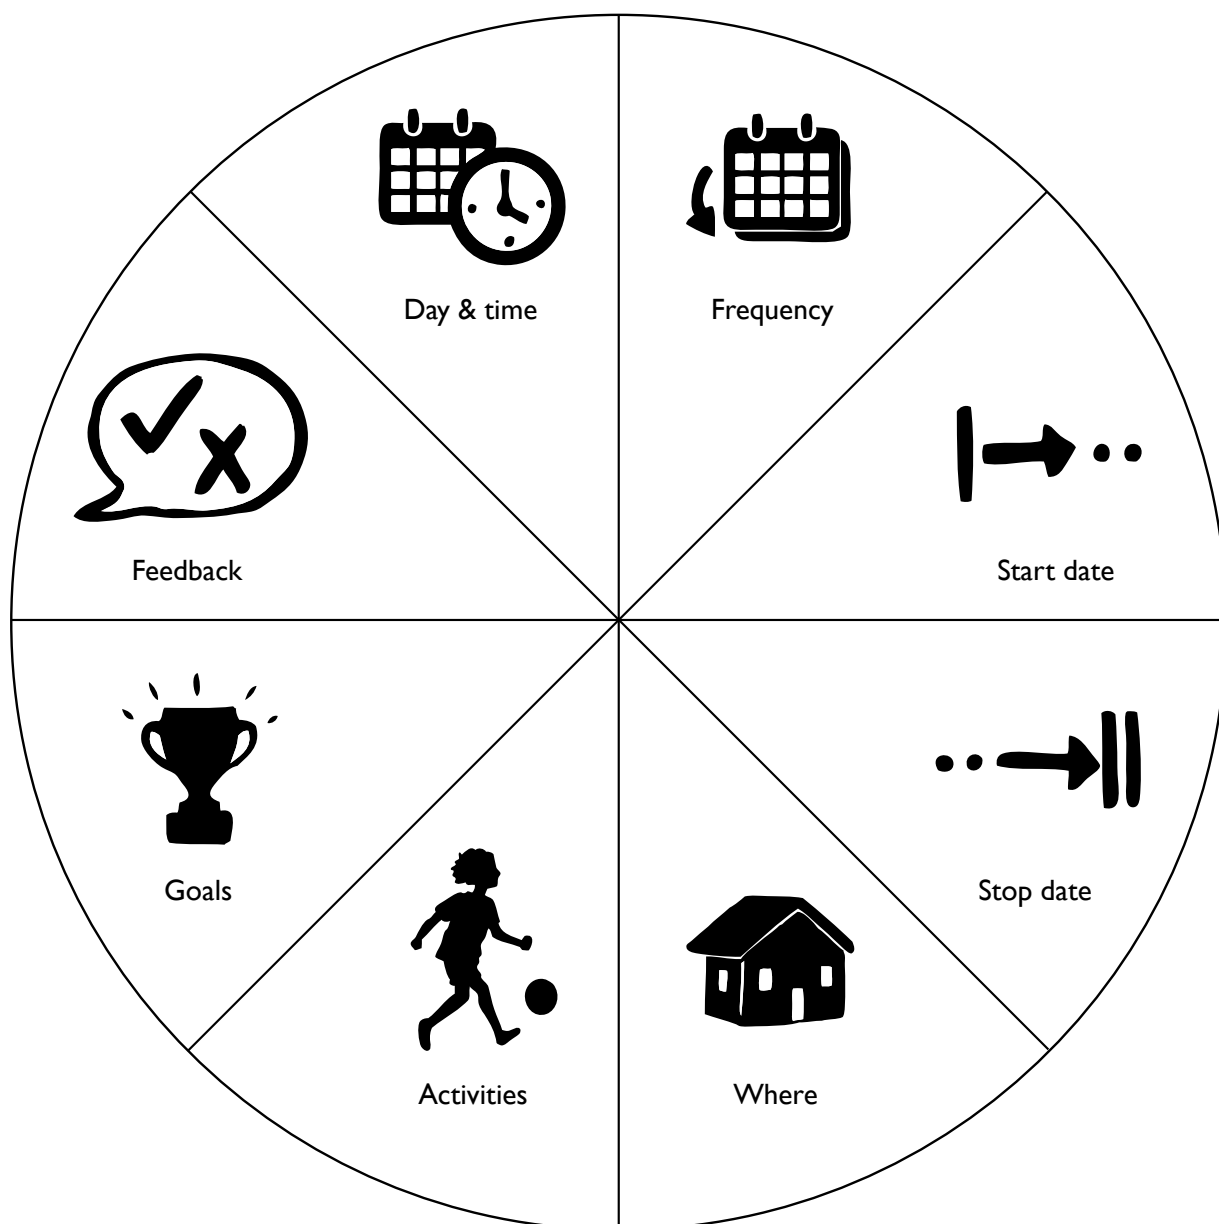 Day & time
Frequency
Feedback
Start date
Goals
Stop date
Activities
Where